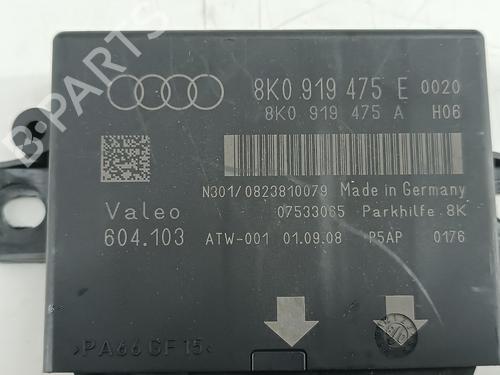 B-PARTS
8K0 919 475 E 0020
8K0 919 475 A H06
N301/0823810079 Made in Germany
Valeo 07533065 Parkhilfe 8K
604.103 ATW-001 01.09.08 P5AP 0176
>PA66 GF15<